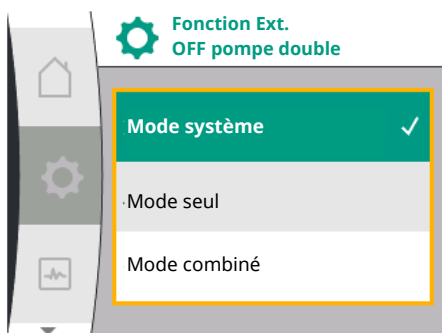 Fonction Ext.
OFF pompe double
Mode système
Mode seul
Mode combiné